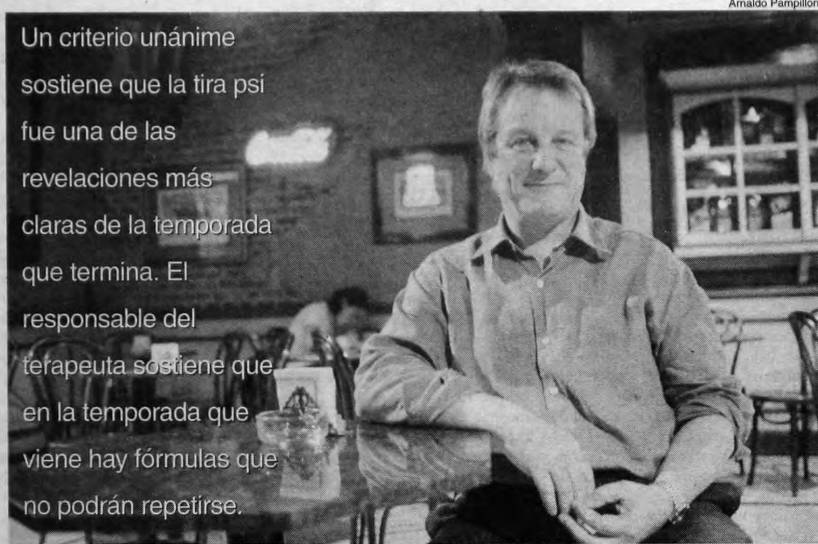 Arnaldo Pampillon
Un criterio unánime
sostiene que la tira psi
fue una de las
revelaciones más
claras de la temporada
que termina. El
responsable del
terapeuta sostiene que
en la temporada que
viene hay fórmulas que
no podrán repetirse.